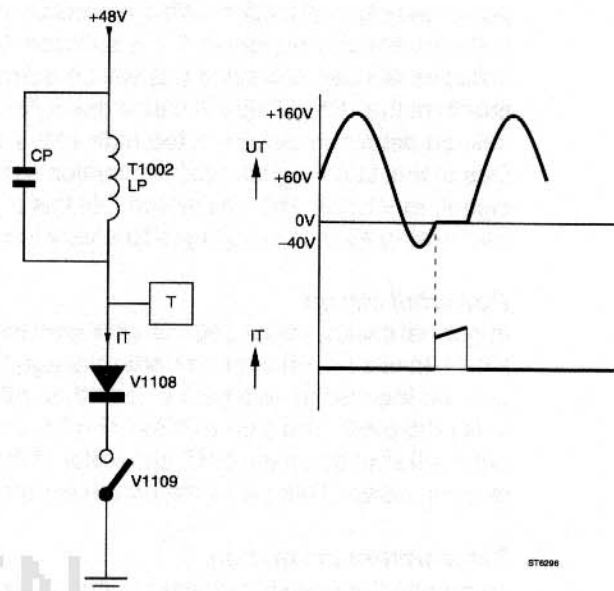 +48V
CP
T1002
LP
T
IT
V1108
V1109
+160V
UT
+60V
0V
-40V
IT
ST6296